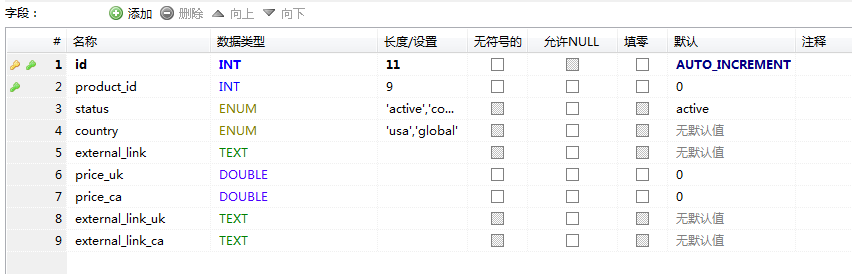 字段： 添加 删除 向上 向下
# 名称 数据类型 长度/设置 无符号的 允许NULL 填零 默认 注释
1 id INT 11 AUTO_INCREMENT
2 product_id INT 9 0
3 status ENUM 'active','co... active
4 country ENUM 'usa','global' 无默认值
5 external_link TEXT 无默认值
6 price_uk DOUBLE 0
7 price_ca DOUBLE 0
8 external_link_uk TEXT 无默认值
9 external_link_ca TEXT 无默认值